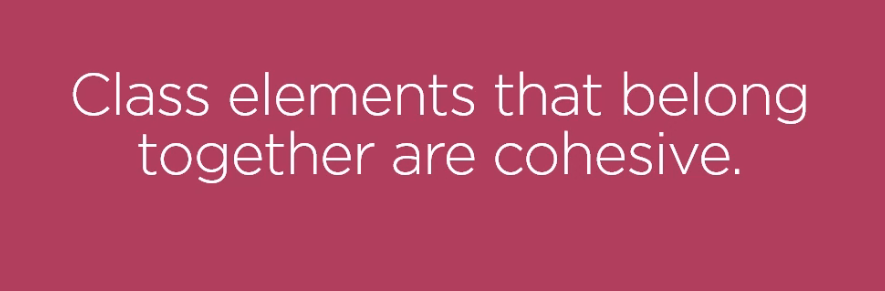 Class elements that belong
together are cohesive.